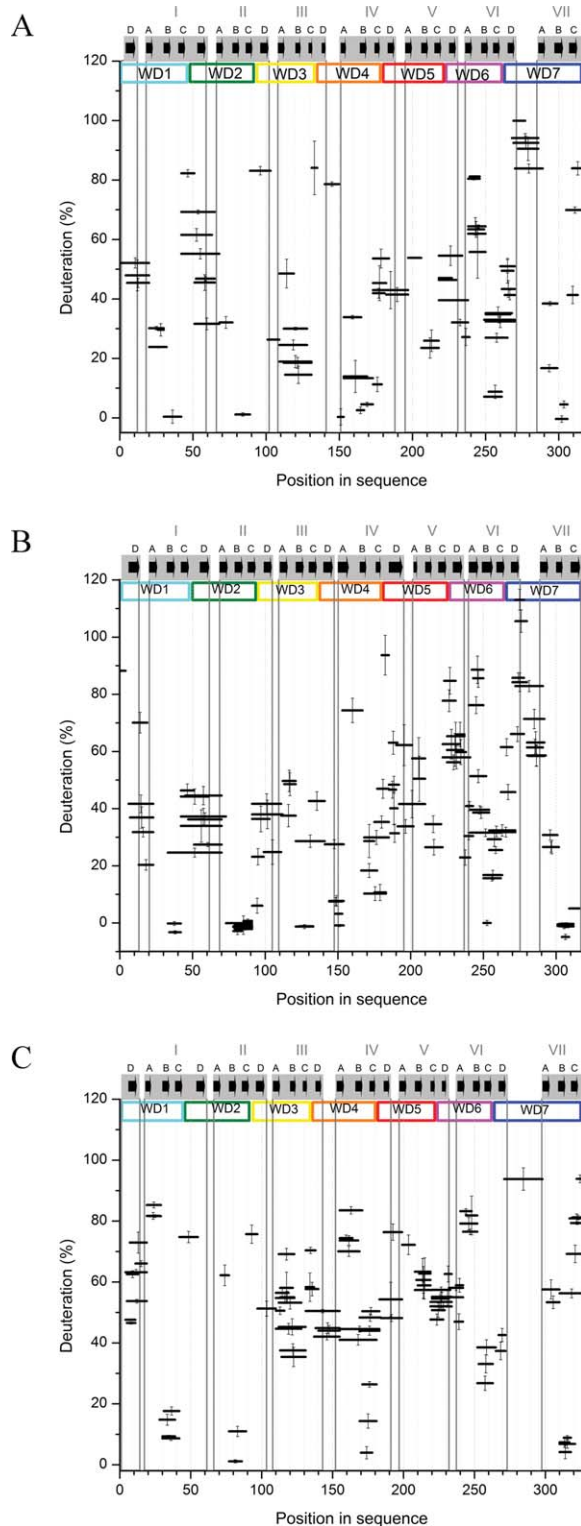 A
I II III IV V VI VII
D A B C D A B C D A B C D A B C D A B C D A B C D A B C
WD1 WD2 WD3 WD4 WD5 WD6 WD7
120
100
80
60
40
20
0
Deuteration (%)
0 50 100 150 200 250 300
Position in sequence
B
I II III IV V VI VII
D A B C D A B C D A B C D A B C D A B C D A B C D A B C
WD1 WD2 WD3 WD4 WD5 WD6 WD7
120
100
80
60
40
20
0
Deuteration (%)
0 50 100 150 200 250 300
Position in sequence
C
I II III IV V VI VII
D A B C D A B C D A B C D A B C D A B C D A B C D A B C
WD1 WD2 WD3 WD4 WD5 WD6 WD7
120
100
80
60
40
20
0
Deuteration (%)
0 50 100 150 200 250 300
Position in sequence